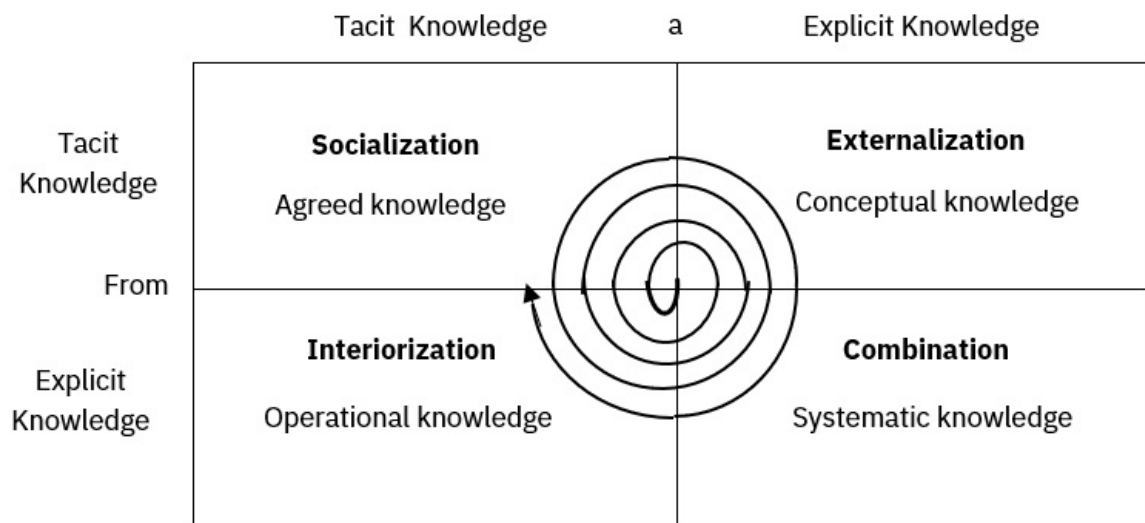 Tacit Knowledge a Explicit Knowledge
Tacit
Knowledge
Socialization
Agreed knowledge
Externalization
Conceptual knowledge
From
Explicit
Knowledge
Interiorization
Operational knowledge
Combination
Systematic knowledge